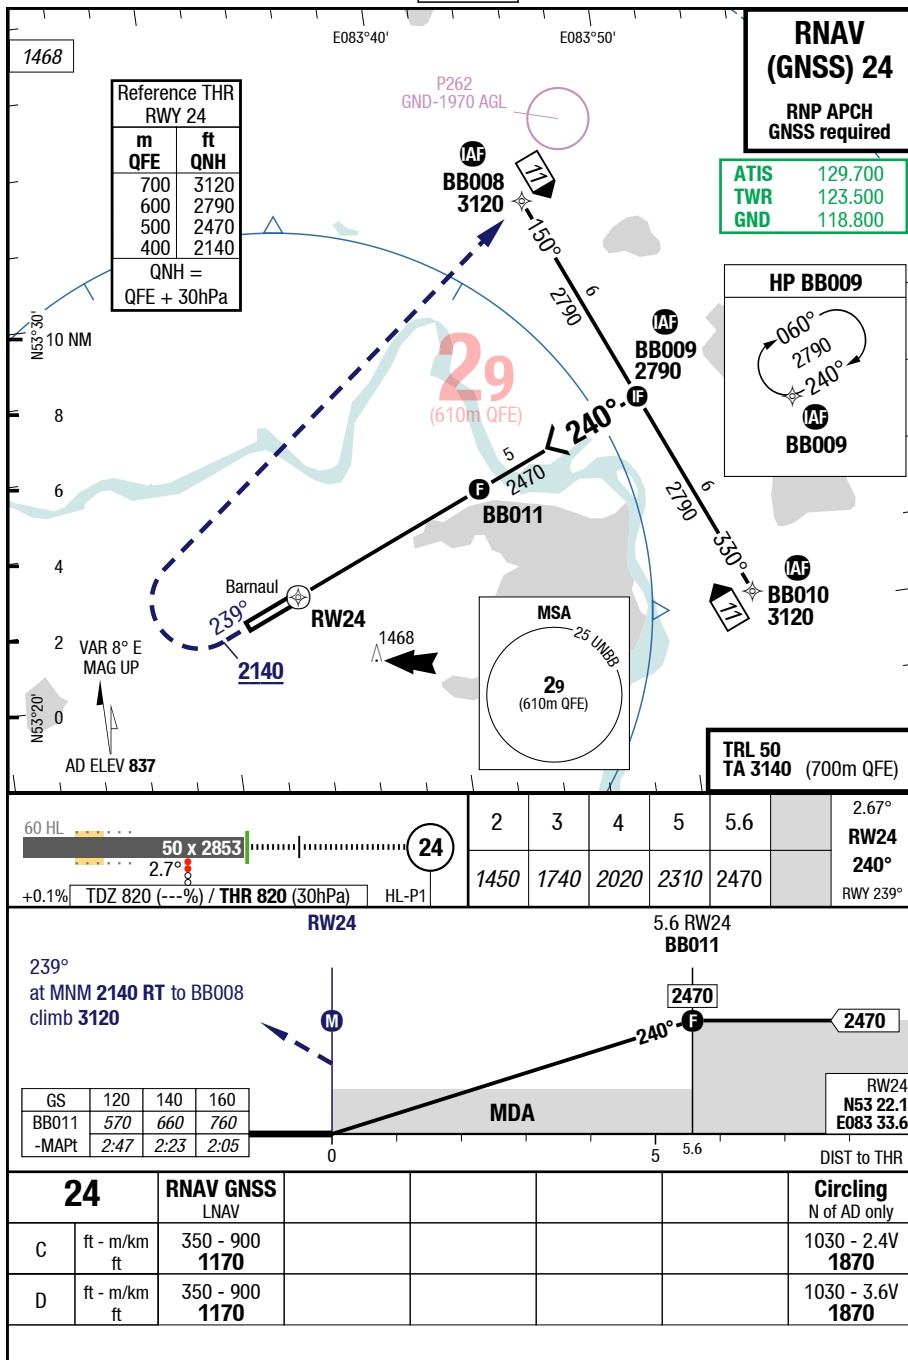 1468
E083°40'
E083°50'
RNAV
(GNSS) 24
RNP APCH
GNSS required
ATIS 129.700
TWR 123.500
GND 118.800
Reference THR
RWY 24
m ft
QFE QNH
700 3120
600 2790
500 2470
400 2140
QNH =
QFE + 30hPa
P262
GND-1970 AGL
IAF
BB008
3120
11
150°
6
2790
IAF
BB009
2790
IF
HP BB009
060°
2790
240°
IAF
BB009
N53°30'
10 NM
8
6
4
2
0
N53°20'
29
(610m QFE)
240°
5
2470
F
BB011
6
2790
330°
IAF
BB010
3120
11
Barnaul
RW24
239°
2140
1468
VAR 8° E
MAG UP
AD ELEV 837
MSA
25 UNBB
29
(610m QFE)
TRL 50
TA 3140 (700m QFE)
60 HL
50 x 2853
24
2.7°
+0.1%
TDZ 820 (---%) / THR 820 (30hPa)
HL-P1
2 3 4 5 5.6
1450 1740 2020 2310 2470
2.67°
RW24
240°
RWY 239°
RW24
5.6 RW24
BB011
239°
at MNM 2140 RT to BB008
climb 3120
M
2470
240°
F
2470
MDA
RW24
N53 22.1
E083 33.6
GS 120 140 160
BB011 570 660 760
-MAPt 2:47 2:23 2:05
0
5
5.6
DIST to THR
24
RNAV GNSS
LNAV
Circling
N of AD only
C
ft - m/km 350 - 900 1030 - 2.4V
ft 1170 1870
D
ft - m/km 350 - 900 1030 - 3.6V
ft 1170 1870